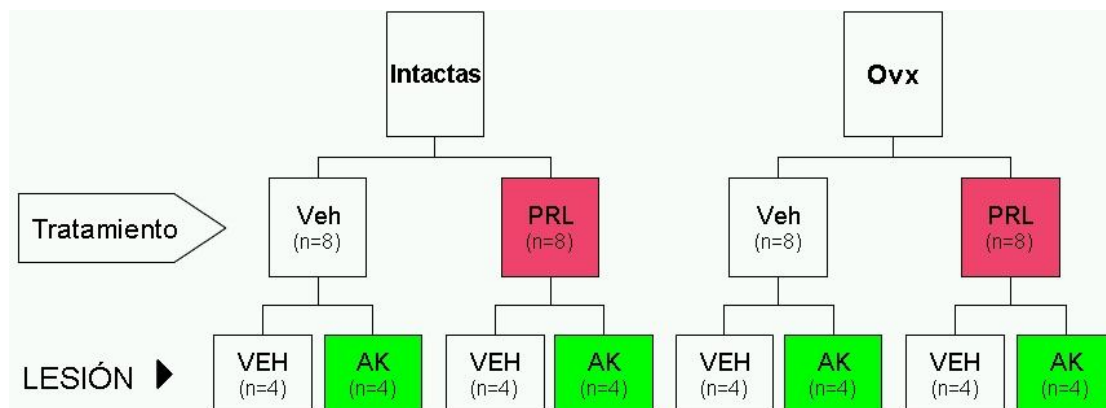 Intactas
Ovx
Tratamiento
Veh
(n=8)
PRL
(n=8)
Veh
(n=8)
PRL
(n=8)
LESIÓN
VEH
(n=4)
AK
(n=4)
VEH
(n=4)
AK
(n=4)
VEH
(n=4)
AK
(n=4)
VEH
(n=4)
AK
(n=4)